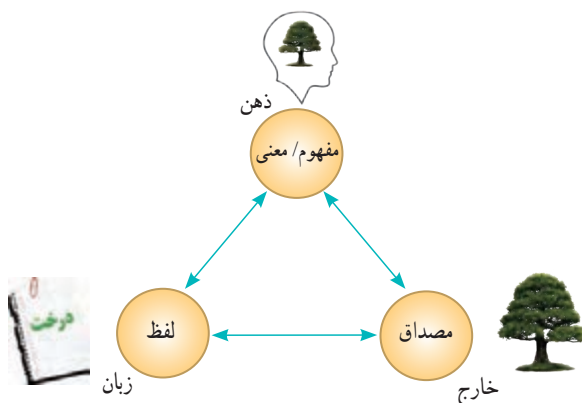 ذهن
مفهوم/ معنی
درخت
لفظ
مصداق
زبان
خارج